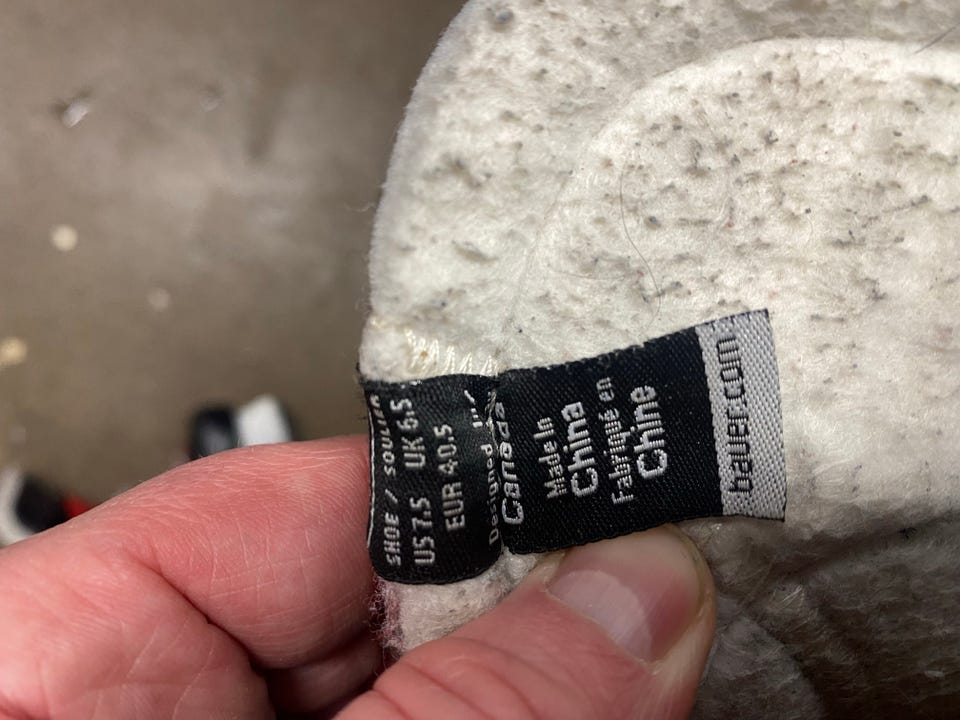 SHOE / SOULIER
US 7.5 UK 6.5
EUR 40.5
Designed in/
Canada
Made In
China
Fabriqué en
Chine
bauer.com